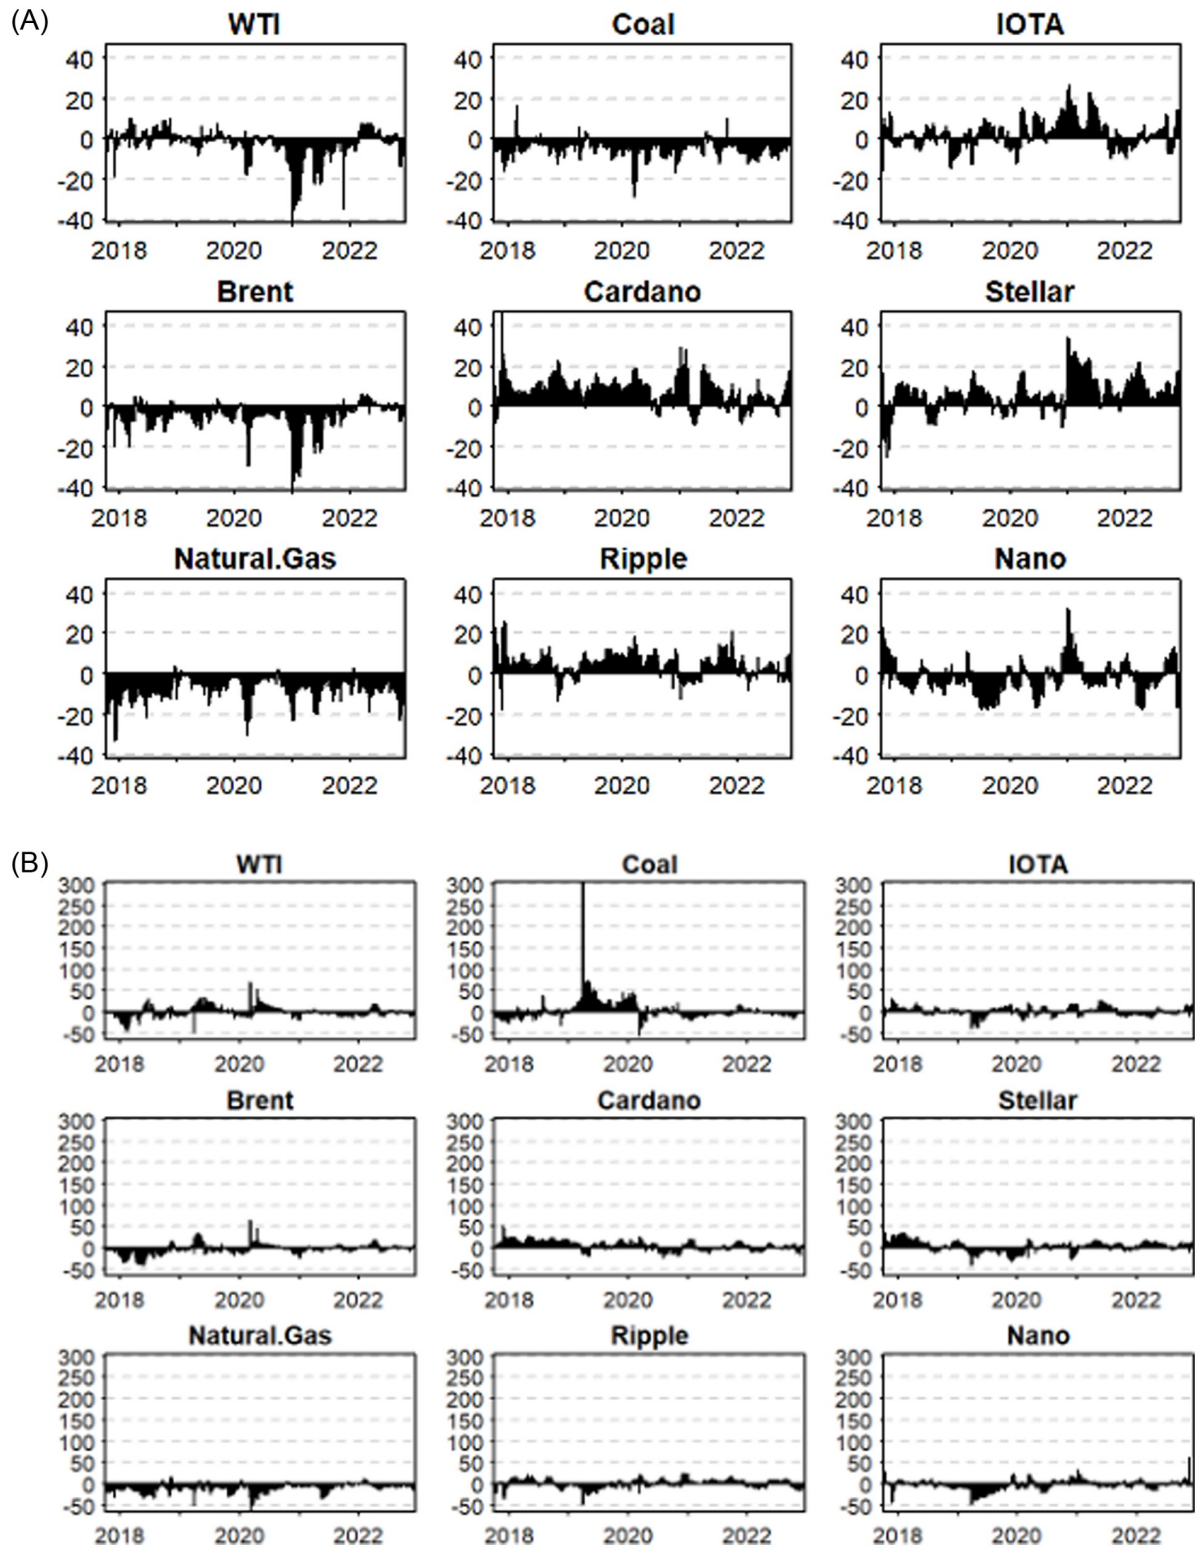 (A)
WTI Coal IOTA
40 40 40
20 20 20
0 0 0
-20 -20 -20
-40 -40 -40
2018 2020 2022 2018 2020 2022 2018 2020 2022
Brent Cardano Stellar
40 40 40
20 20 20
0 0 0
-20 -20 -20
-40 -40 -40
2018 2020 2022 2018 2020 2022 2018 2020 2022
Natural.Gas Ripple Nano
40 40 40
20 20 20
0 0 0
-20 -20 -20
-40 -40 -40
2018 2020 2022 2018 2020 2022 2018 2020 2022
(B)
WTI Coal IOTA
300 300 300
250 250 250
200 200 200
150 150 150
100 100 100
50 50 50
0 0 0
-50 -50 -50
2018 2020 2022 2018 2020 2022 2018 2020 2022
Brent Cardano Stellar
300 300 300
250 250 250
200 200 200
150 150 150
100 100 100
50 50 50
0 0 0
-50 -50 -50
2018 2020 2022 2018 2020 2022 2018 2020 2022
Natural.Gas Ripple Nano
300 300 300
250 250 250
200 200 200
150 150 150
100 100 100
50 50 50
0 0 0
-50 -50 -50
2018 2020 2022 2018 2020 2022 2018 2020 2022